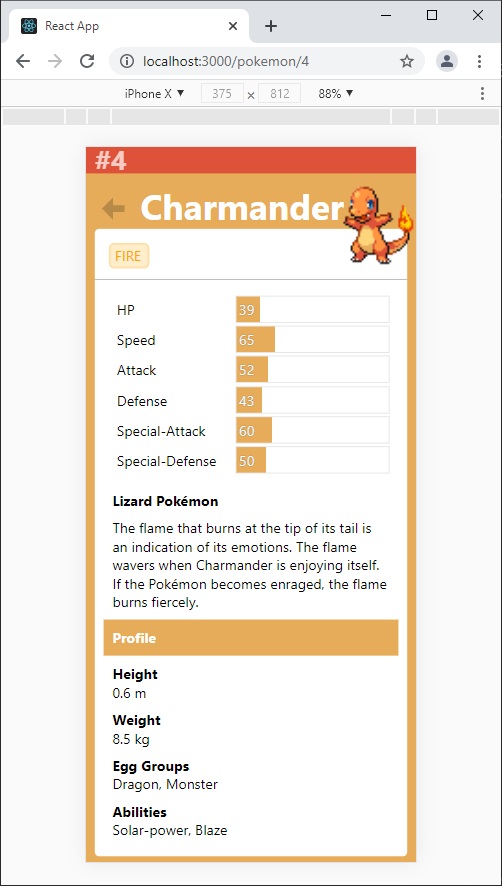 React App
localhost:3000/pokemon/4
iPhone X ▼ 375 × 812 88% ▼
#4
Charmander
FIRE
HP 39
Speed 65
Attack 52
Defense 43
Special-Attack 60
Special-Defense 50
Lizard Pokémon
The flame that burns at the tip of its tail is
an indication of its emotions. The flame
wavers when Charmander is enjoying itself.
If the Pokémon becomes enraged, the flame
burns fiercely.
Profile
Height
0.6 m
Weight
8.5 kg
Egg Groups
Dragon, Monster
Abilities
Solar-power, Blaze